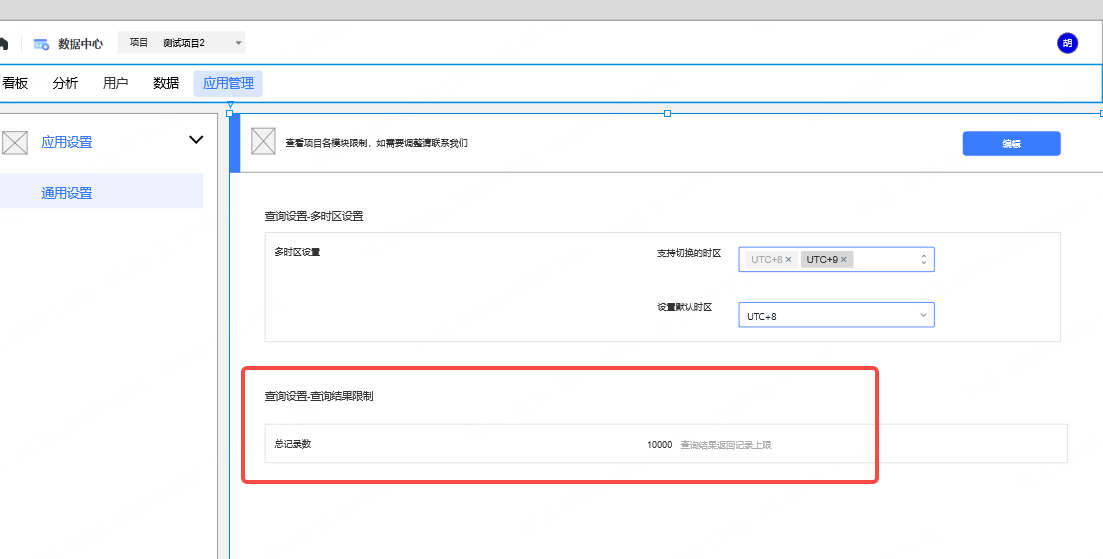 数据中心 项目 测试项目2 胡
看板 分析 用户 数据 应用管理
应用设置
通用设置
查看项目各模块限制，如需要调整请联系我们 编辑
查询设置-多时区设置
多时区设置 支持切换的时区 UTC+8 × UTC+9 ×
设置默认时区 UTC+8
查询设置-查询结果限制
总记录数 10000 查询结果返回记录上限